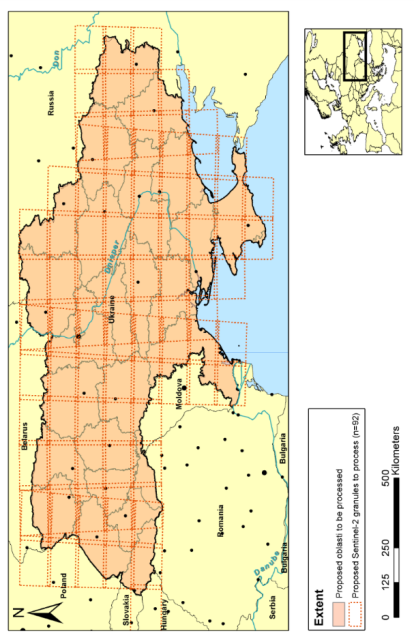 N
Poland
Belarus
Russia
Don
Dnepr
Ukraine
Slovakia
Hungary
Moldova
Romania
Serbia
Danube
Bulgaria
Bulgaria
Extent
Proposed oblasti to be processed
Proposed Sentinel-2 granules to process (n=92)
0 125 250 500
Kilometers